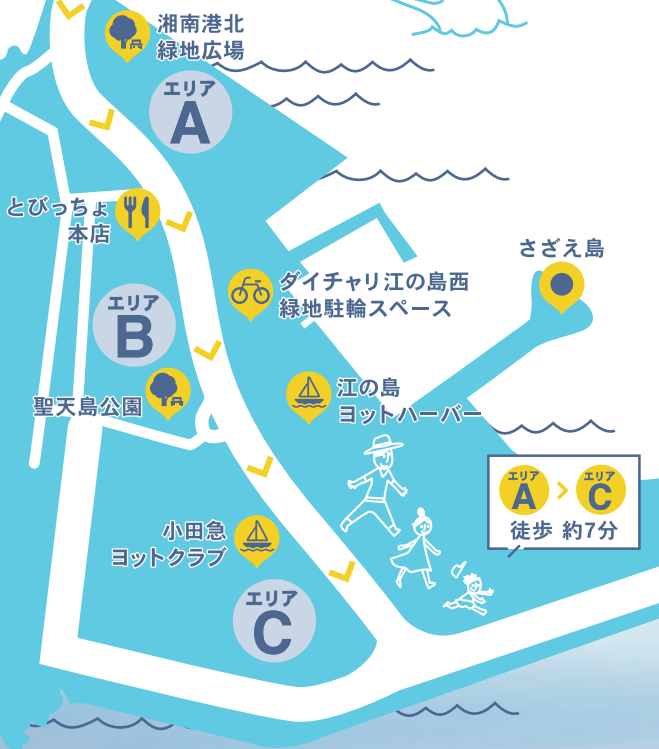 湘南港北
緑地広場
エリア
A
とびっちょ
本店
さざえ島
ダイチャリ江の島西
緑地駐輪スペース
エリア
B
江の島
ヨットハーバー
聖天島公園
エリア
A
エリア
C
徒歩 約7分
小田急
ヨットクラブ
エリア
C